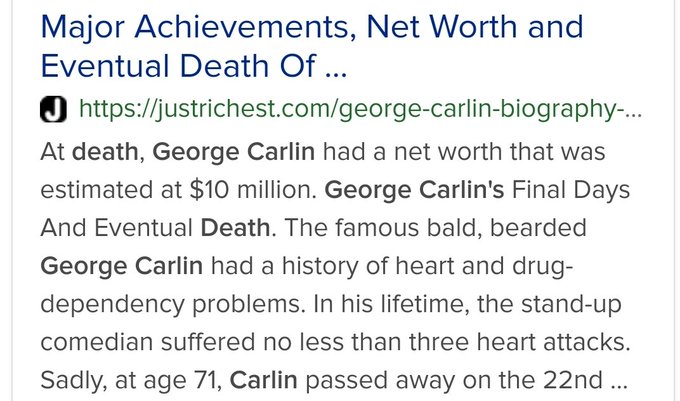 Major Achievements, Net Worth and
Eventual Death Of ...
J https://justrichest.com/george-carlin-biography-...
At death, George Carlin had a net worth that was
estimated at $10 million. George Carlin's Final Days
And Eventual Death. The famous bald, bearded
George Carlin had a history of heart and drug-
dependency problems. In his lifetime, the stand-up
comedian suffered no less than three heart attacks.
Sadly, at age 71, Carlin passed away on the 22nd ...